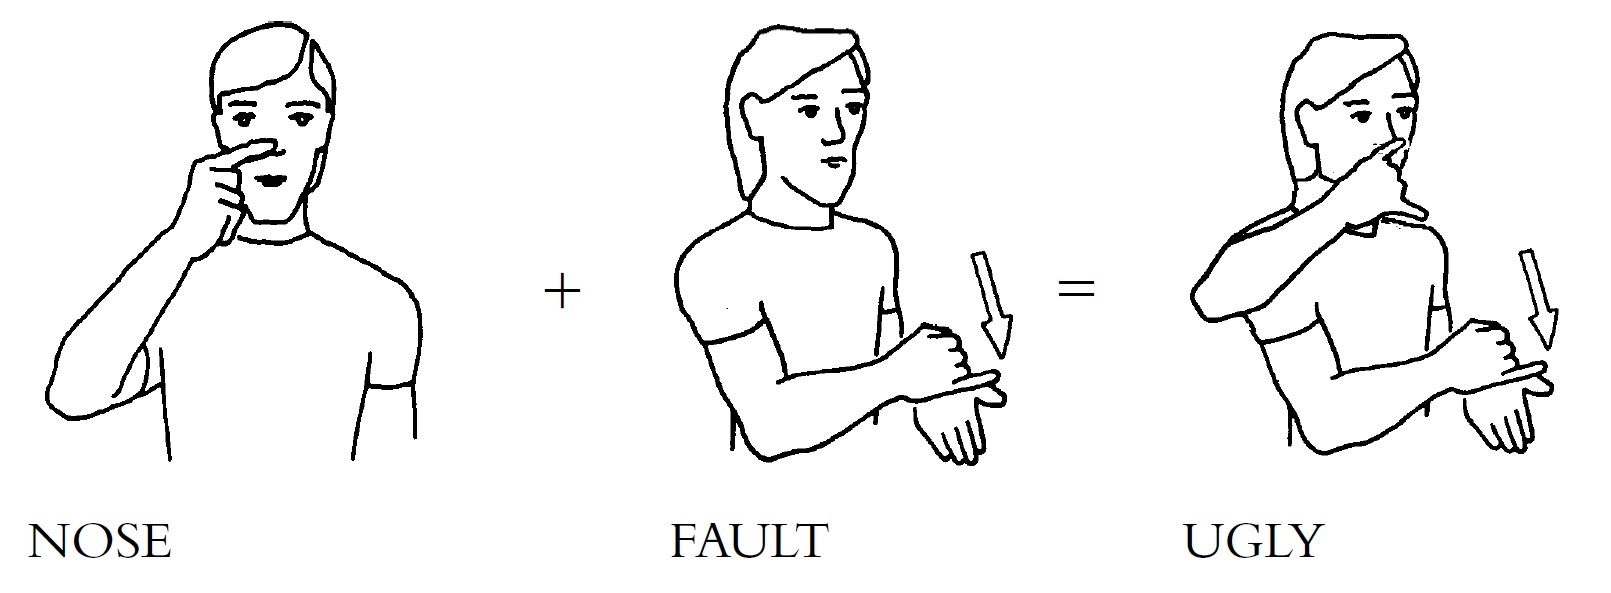 + =
NOSE FAULT UGLY